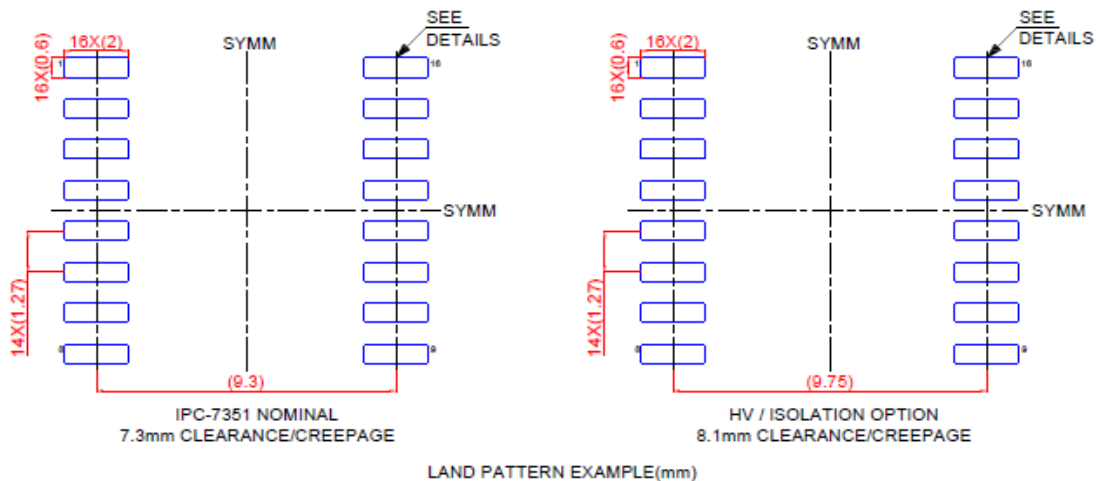 SEE
DETAILS
16X(2)
SYMM
16X(0.6)
1
16
SYMM
14X(1.27)
8
9
(9.3)
IPC-7351 NOMINAL
7.3mm CLEARANCE/CREEPAGE
SEE
DETAILS
16X(2)
SYMM
16X(0.6)
1
16
SYMM
14X(1.27)
8
9
(9.75)
HV / ISOLATION OPTION
8.1mm CLEARANCE/CREEPAGE
LAND PATTERN EXAMPLE(mm)